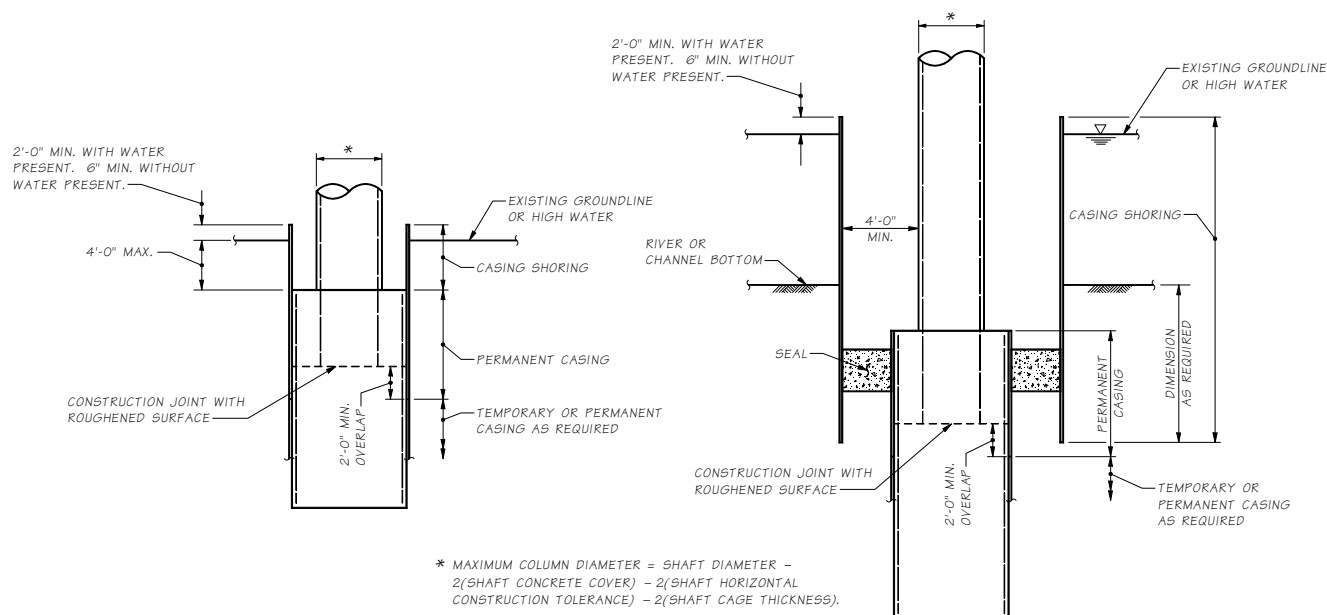 2'-0" MIN. WITH WATER
PRESENT. 6" MIN. WITHOUT
WATER PRESENT.
*
4'-0" MAX.
EXISTING GROUNDLINE
OR HIGH WATER
CASING SHORING
PERMANENT CASING
CONSTRUCTION JOINT WITH
ROUGHENED SURFACE
2'-0" MIN.
OVERLAP
TEMPORARY OR PERMANENT
CASING AS REQUIRED
*
2'-0" MIN. WITH WATER
PRESENT. 6" MIN. WITHOUT
WATER PRESENT.
EXISTING GROUNDLINE
OR HIGH WATER
4'-0"
MIN.
CASING SHORING
RIVER OR
CHANNEL BOTTOM
SEAL
PERMANENT
CASING
DIMENSION
AS REQUIRED
CONSTRUCTION JOINT WITH
ROUGHENED SURFACE
2'-0" MIN.
OVERLAP
TEMPORARY OR
PERMANENT CASING
AS REQUIRED
* MAXIMUM COLUMN DIAMETER = SHAFT DIAMETER –
2(SHAFT CONCRETE COVER) – 2(SHAFT HORIZONTAL
CONSTRUCTION TOLERANCE) – 2(SHAFT CAGE THICKNESS).